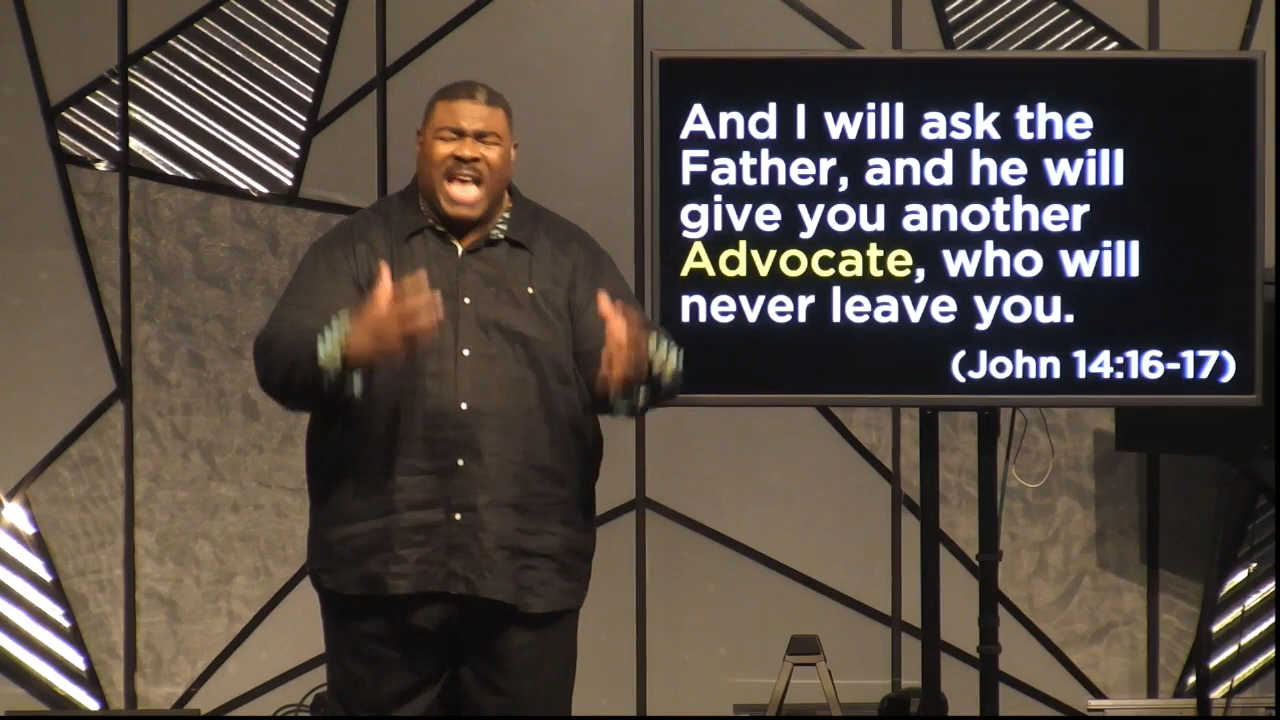 And I will ask the
Father, and he will
give you another
Advocate, who will
never leave you.
(John 14:16-17)